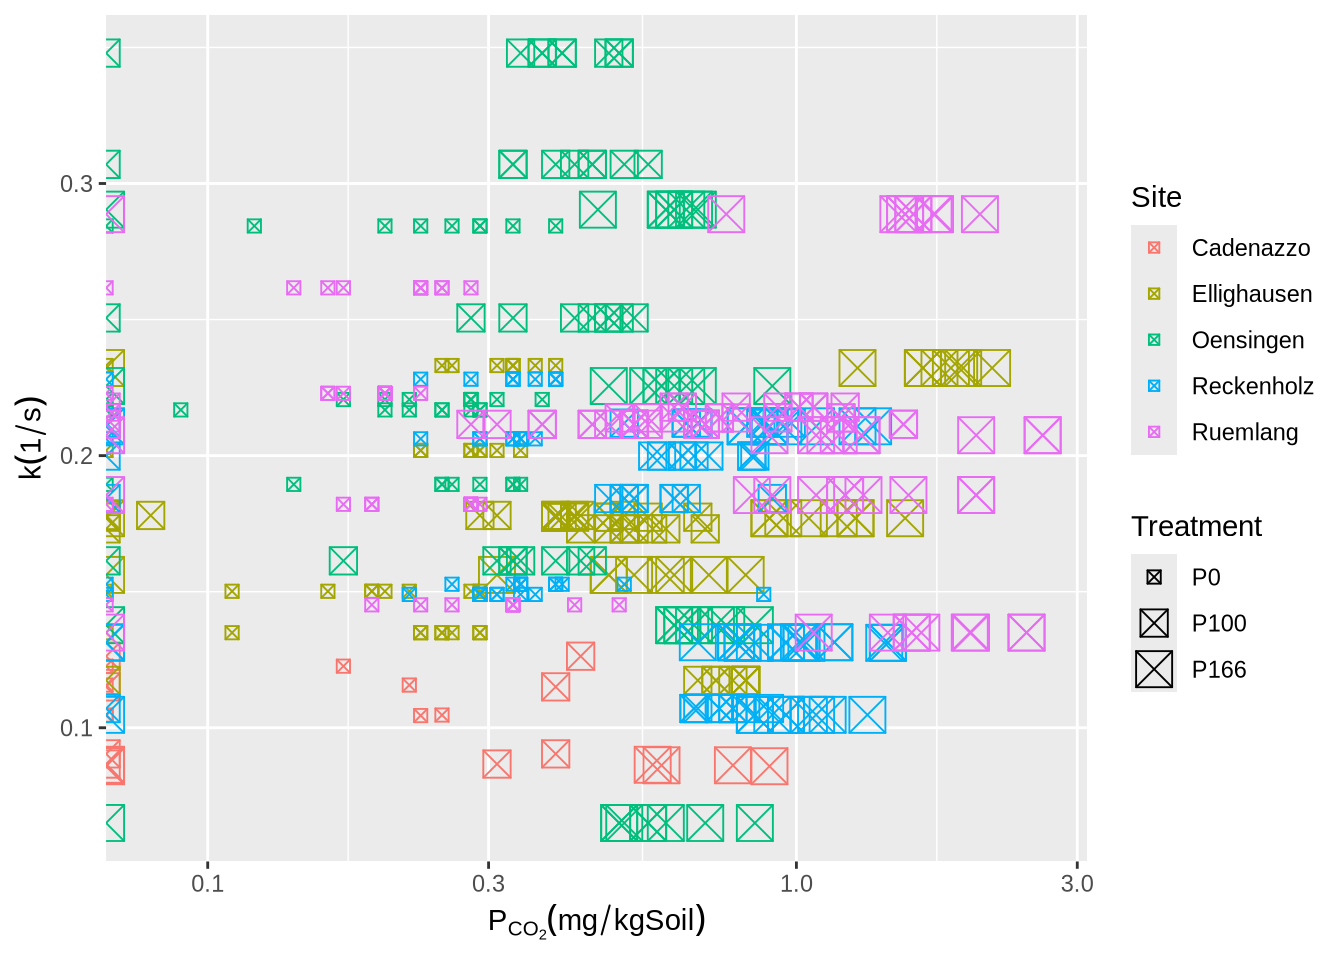 0.3
0.2
0.1
k(1/s)
0.1
0.3
1.0
3.0
P_CO₂(mg/kgSoil)
Site
Cadenazzo
Ellighausen
Oensingen
Reckenholz
Ruemlang
Treatment
P0
P100
P166